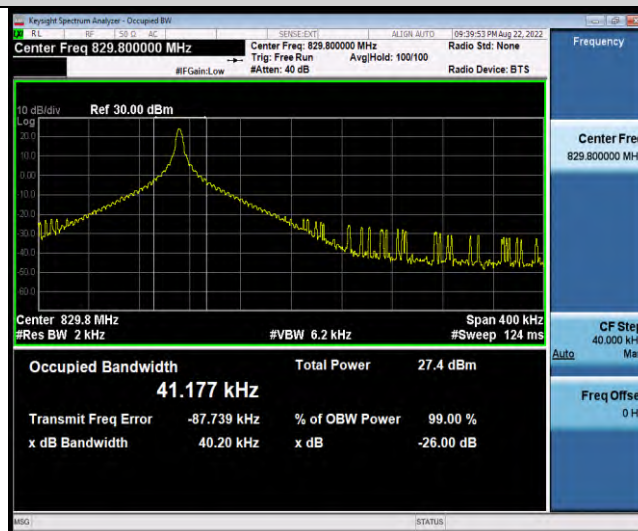 Keysight Spectrum Analyzer - Occupied BW
RL RF 50 Ω AC SENSE:EXT ALIGN AUTO 09:39:53 PM Aug 22, 2022
Center Freq 829.800000 MHz Center Freq: 829.800000 MHz Radio Std: None
Trig: Free Run Avg|Hold: 100/100
#IFGain:Low #Atten: 40 dB Radio Device: BTS
Frequency
10 dB/div Ref 30.00 dBm
Log
20.0
10.0
0.00
-10.0
-20.0
-30.0
-40.0
-50.0
-60.0
Center 829.8 MHz Span 400 kHz
#Res BW 2 kHz #VBW 6.2 kHz #Sweep 124 ms
Occupied Bandwidth Total Power 27.4 dBm
41.177 kHz
Transmit Freq Error -87.739 kHz % of OBW Power 99.00 %
x dB Bandwidth 40.20 kHz x dB -26.00 dB
Center Fre
829.800000 MH
CF Step
40.000 kH
Auto Ma
Freq Offse
0 H
MSG STATUS